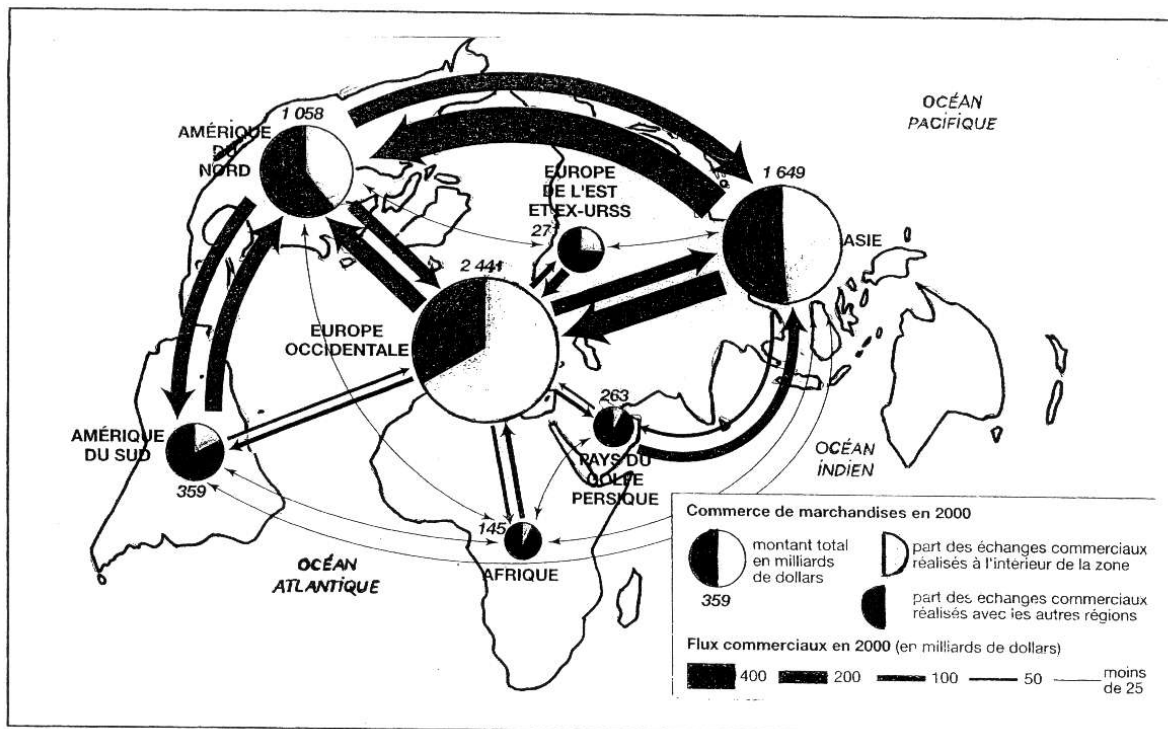 OCÉAN
PACIFIQUE
1 058
AMÉRIQUE
DU
NORD
EUROPE
DE L'EST
ET EX-URSS
1 649
ASIE
2 441
EUROPE
OCCIDENTALE
263
PAYS DU
GOLFE
PERSIQUE
OCÉAN
INDIEN
AMÉRIQUE
DU SUD
359
145
AFRIQUE
OCÉAN
ATLANTIQUE
Commerce de marchandises en 2000
montant total
en milliards
de dollars
359
part des échanges commerciaux
réalisés à l'intérieur de la zone
part des echanges commerciaux
réalisés avec les autres régions
Flux commerciaux en 2000 (en milliards de dollars)
400 200 100 50 moins
de 25